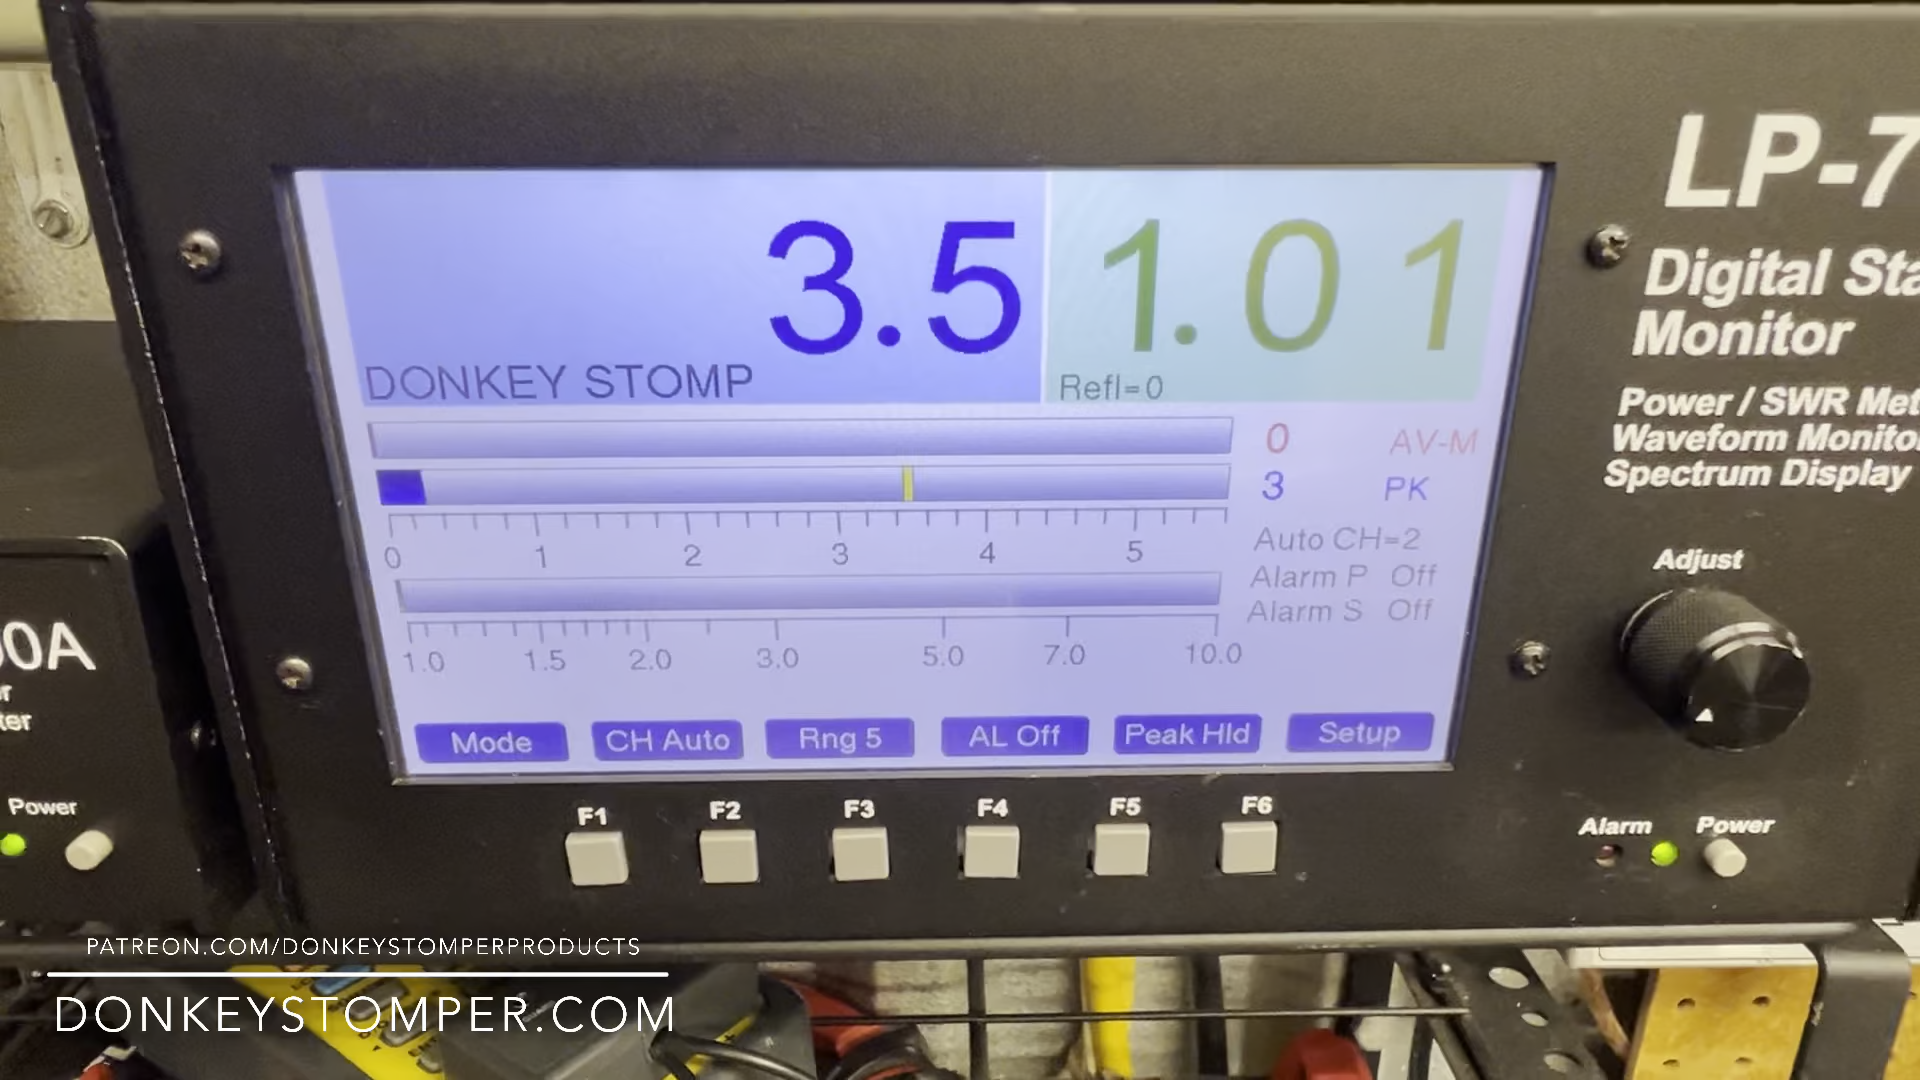 LP-7
Digital Sta
Monitor
Power / SWR Met
Waveform Monito
Spectrum Display
3.5
1.01
DONKEY STOMP
Refl=0
0 AV-M
3 PK
0 1 2 3 4 5
Auto CH=2
Alarm P Off
Alarm S Off
1.0 1.5 2.0 3.0 5.0 7.0 10.0
Mode CH Auto Rng 5 AL Off Peak Hld Setup
F1 F2 F3 F4 F5 F6
Adjust
Alarm Power
0A
r
ter
Power
PATREON.COM/DONKEYSTOMPERPRODUCTS
DONKEYSTOMPER.COM